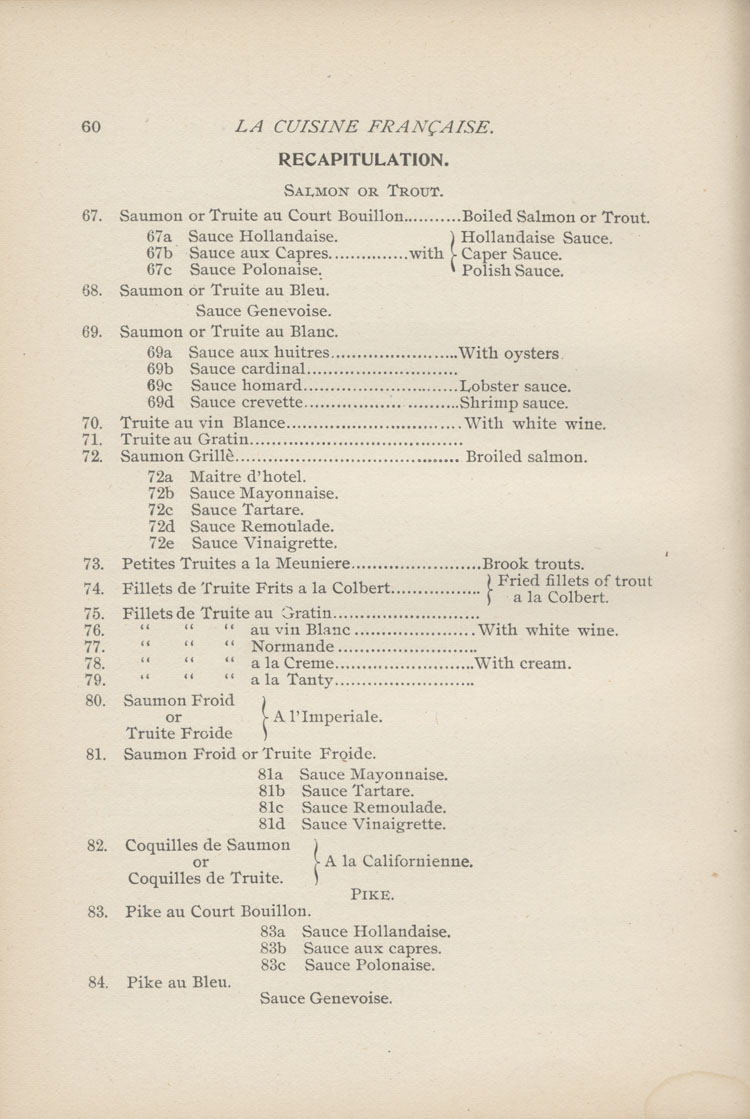 60 LA CUISINE FRANÇAISE.
RECAPITULATION.
SALMON OR TROUT.
67. Saumon or Truite au Court Bouillon...........Boiled Salmon or Trout.
67a Sauce Hollandaise. } Hollandaise Sauce.
67b Sauce aux Capres...............with } Caper Sauce.
67c Sauce Polonaise. } Polish Sauce.
68. Saumon or Truite au Bleu.
Sauce Genevoise.
69. Saumon or Truite au Blanc.
69a Sauce aux huitres........................With oysters.
69b Sauce cardinal.............................
69c Sauce homard..............................Lobster sauce.
69d Sauce crevette..............................Shrimp sauce.
70. Truite au vin Blance..................................With white wine.
71. Truite au Gratin.........................................
72. Saumon Grillè........................................... Broiled salmon.
72a Maitre d'hotel.
72b Sauce Mayonnaise.
72c Sauce Tartare.
72d Sauce Remoulade.
72e Sauce Vinaigrette.
73. Petites Truites a la Meuniere.........................Brook trouts.
74. Fillets de Truite Frits a la Colbert................. } Fried fillets of trout
a la Colbert.
75. Fillets de Truite au Gratin............................
76. “ “ “ au vin Blanc .......................With white wine.
77. “ “ “ Normande ...........................
78. “ “ “ a la Creme..........................With cream.
79. “ “ “ a la Tanty...........................
80. Saumon Froid
or } A l'Imperiale.
Truite Froide
81. Saumon Froid or Truite Froide.
81a Sauce Mayonnaise.
81b Sauce Tartare.
81c Sauce Remoulade.
81d Sauce Vinaigrette.
82. Coquilles de Saumon
or } A la Californienne.
Coquilles de Truite.
PIKE.
83. Pike au Court Bouillon.
83a Sauce Hollandaise.
83b Sauce aux capres.
83c Sauce Polonaise.
84. Pike au Bleu.
Sauce Genevoise.